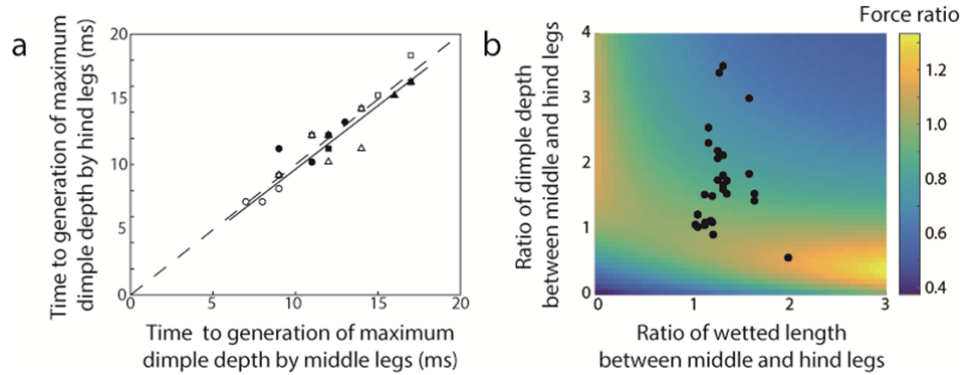 a
Time to generation of maximum
dimple depth by hind legs (ms)
20
15
10
5
0
0 5 10 15 20
Time to generation of maximum
dimple depth by middle legs (ms)
b
Ratio of dimple depth
between middle and hind legs
4
3
2
1
0
0 1 2 3
Ratio of wetted length
between middle and hind legs
Force ratio
1.2
1.0
0.8
0.6
0.4